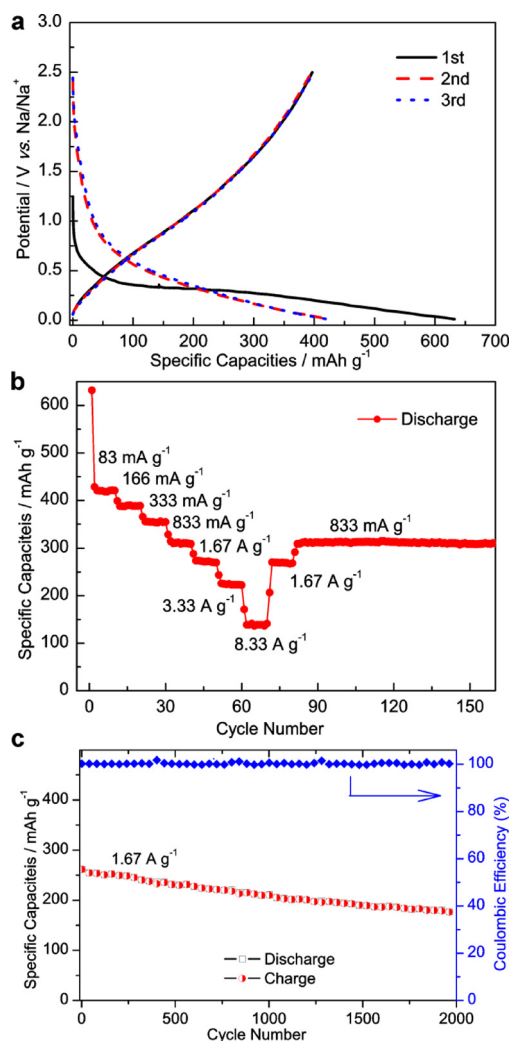 a
3.0
2.5
2.0
1.5
1.0
0.5
0.0
Potential / V vs. Na/Na⁺
1st
2nd
3rd
0 100 200 300 400 500 600 700
Specific Capacities / mAh g⁻¹
b
600
500
400
300
200
100
0
Specific Capaciteis / mAh g⁻¹
Discharge
83 mA g⁻¹
166 mA g⁻¹
333 mA g⁻¹
833 mA g⁻¹
1.67 A g⁻¹
3.33 A g⁻¹
8.33 A g⁻¹
1.67 A g⁻¹
833 mA g⁻¹
0 30 60 90 120 150
Cycle Number
c
400
300
200
100
0
Specific Capaciteis / mAh g⁻¹
1.67 A g⁻¹
Discharge
Charge
100
80
60
40
20
0
Coulombic Efficiency (%)
0 500 1000 1500 2000
Cycle Number